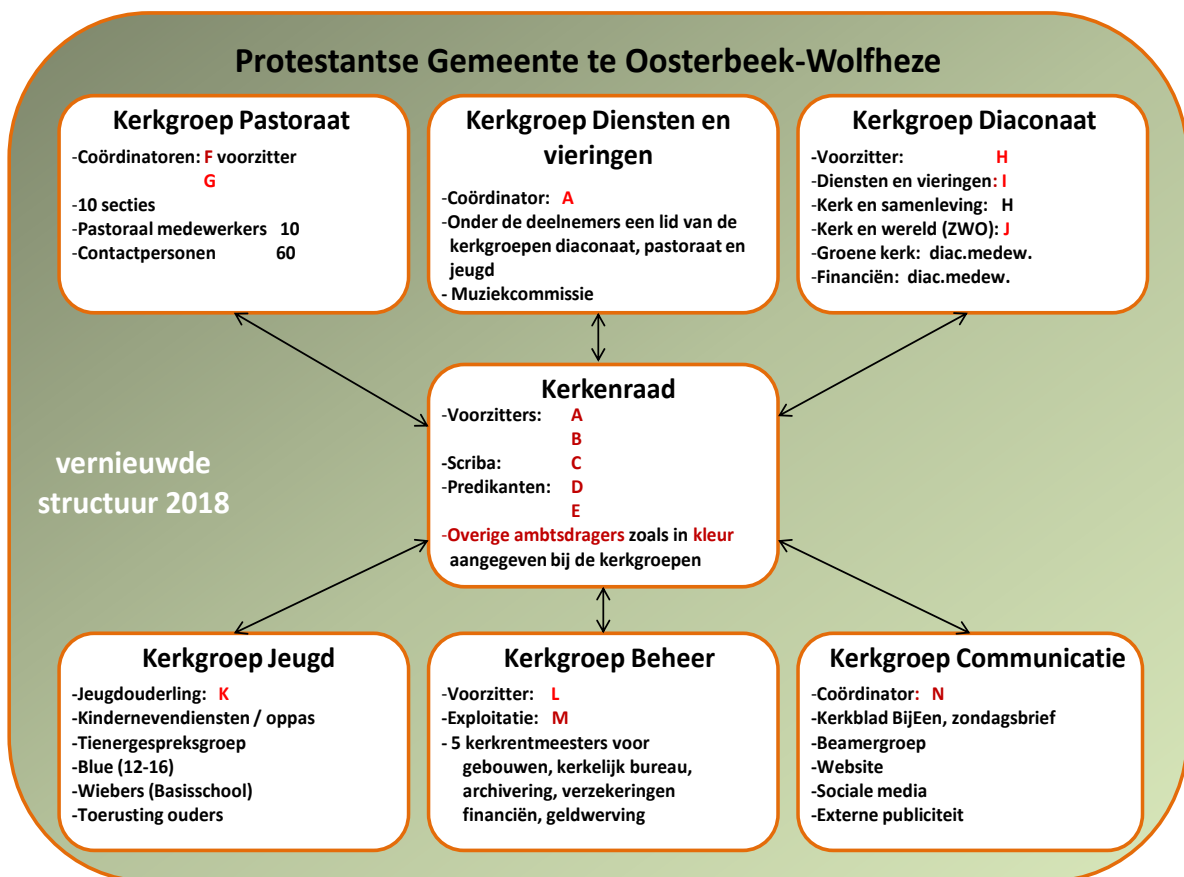 Protestantse Gemeente te Oosterbeek-Wolfheze
Kerkgroep Pastoraat
-Coördinatoren: F voorzitter
G
-10 secties
-Pastoraal medewerkers 10
-Contactpersonen 60
Kerkgroep Diensten en
vieringen
-Coördinator: A
-Onder de deelnemers een lid van de
kerkgroepen diaconaat, pastoraat en
jeugd
- Muziekcommissie
Kerkgroep Diaconaat
-Voorzitter: H
-Diensten en vieringen: I
-Kerk en samenleving: H
-Kerk en wereld (ZWO): J
-Groene kerk: diac.medew.
-Financiën: diac.medew.
Kerkenraad
-Voorzitters: A
B
-Scriba: C
-Predikanten: D
E
-Overige ambtsdragers zoals in kleur
aangegeven bij de kerkgroepen
vernieuwde
structuur 2018
Kerkgroep Jeugd
-Jeugdouderling: K
-Kindernevendiensten / oppas
-Tienergespreksgroep
-Blue (12-16)
-Wiebers (Basisschool)
-Toerusting ouders
Kerkgroep Beheer
-Voorzitter: L
-Exploitatie: M
- 5 kerkrentmeesters voor
gebouwen, kerkelijk bureau,
archivering, verzekeringen
financiën, geldwerving
Kerkgroep Communicatie
-Coördinator: N
-Kerkblad BijEen, zondagsbrief
-Beamergroep
-Website
-Sociale media
-Externe publiciteit